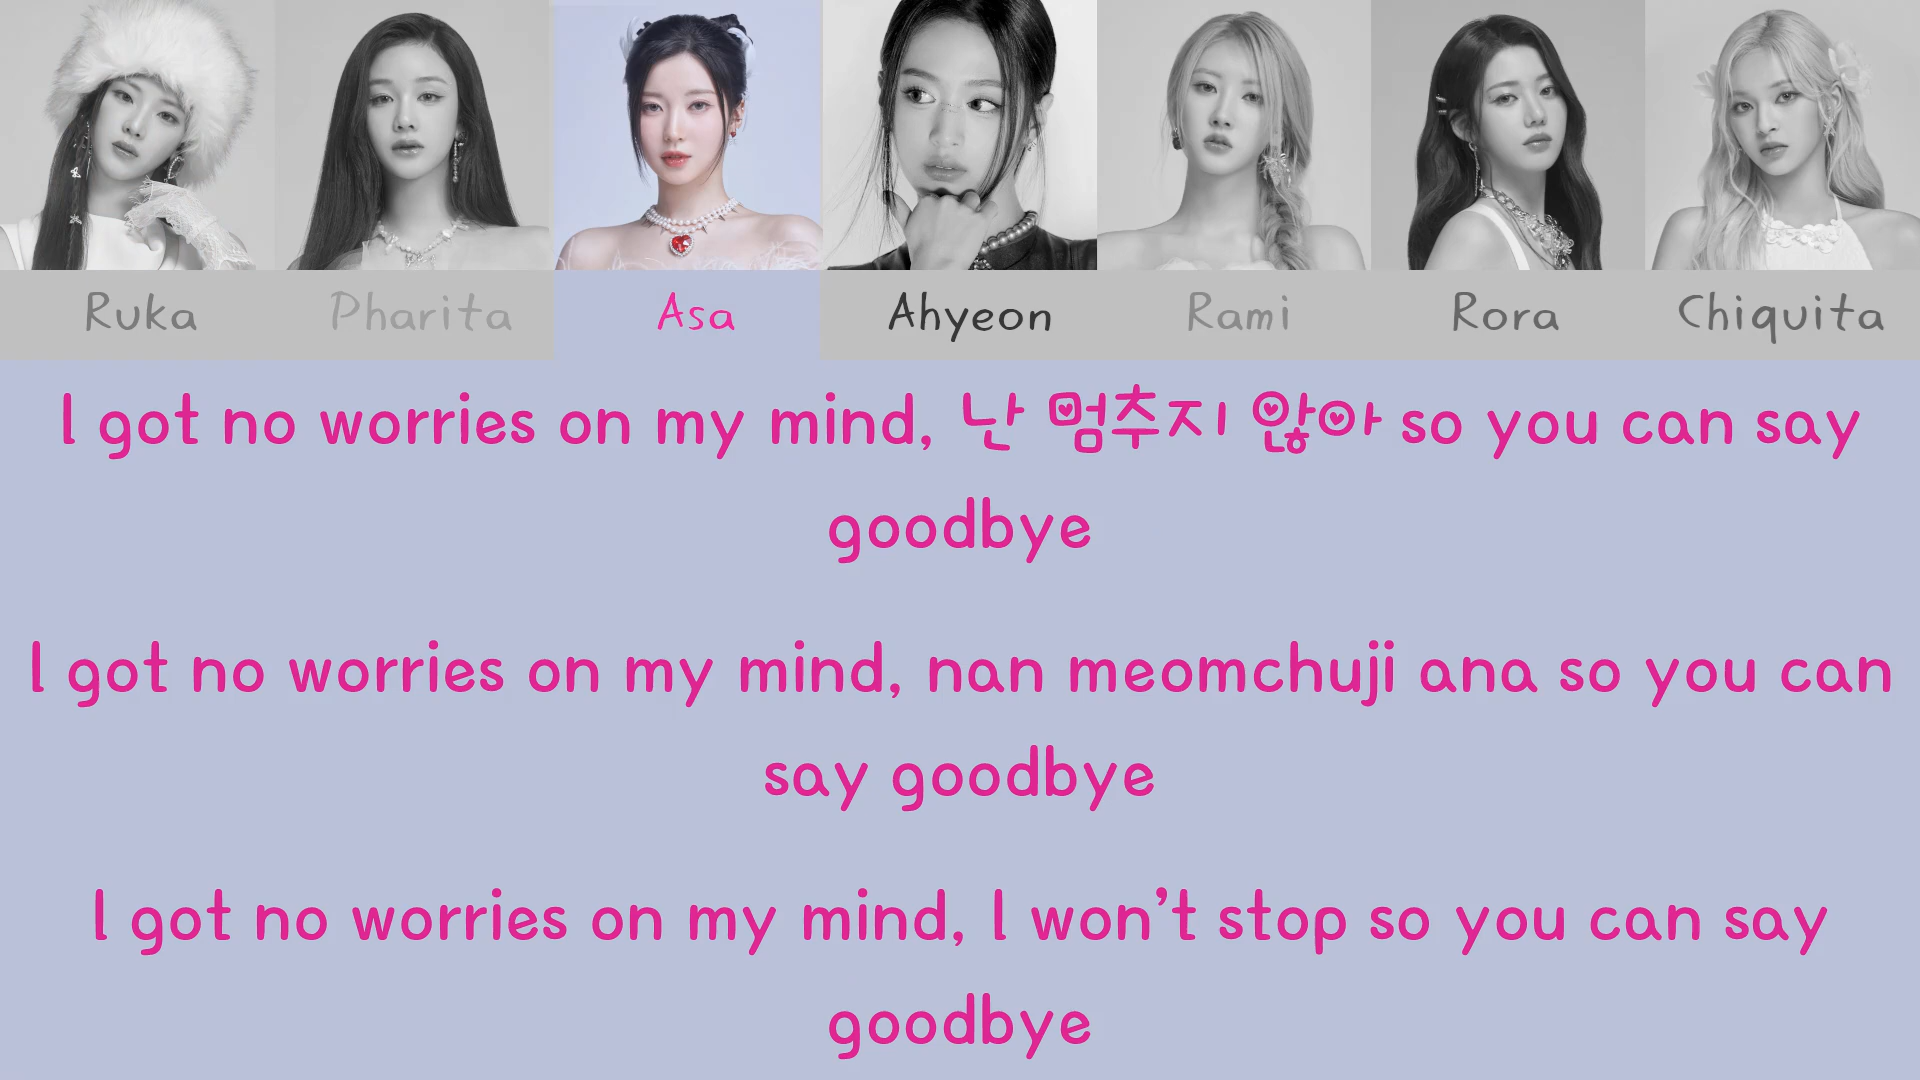 Ruka Pharita Asa Ahyeon Rami Rora Chiquita
I got no worries on my mind, 난 멈추지 않아 so you can say
goodbye
I got no worries on my mind, nan meomchuji ana so you can
say goodbye
I got no worries on my mind, I won't stop so you can say
goodbye